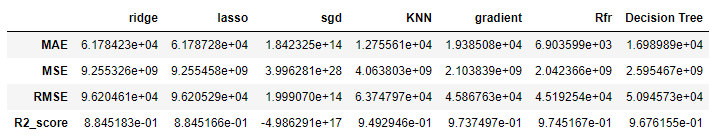 ridge lasso sgd KNN gradient Rfr Decision Tree
MAE 6.178423e+04 6.178728e+04 1.842325e+14 1.275561e+04 1.938508e+04 6.903599e+03 1.698989e+04
MSE 9.255326e+09 9.255458e+09 3.996281e+28 4.063803e+09 2.103839e+09 2.042366e+09 2.595467e+09
RMSE 9.620461e+04 9.620529e+04 1.999070e+14 6.374797e+04 4.586763e+04 4.519254e+04 5.094573e+04
R2_score 8.845183e-01 8.845166e-01 -4.986291e+17 9.492946e-01 9.737497e-01 9.745167e-01 9.676155e-01